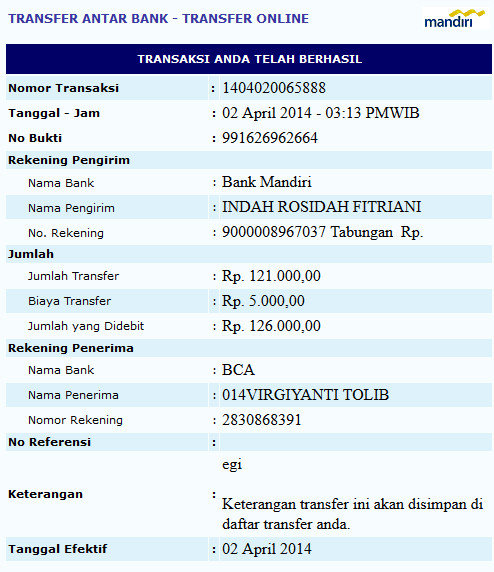 TRANSFER ANTAR BANK - TRANSFER ONLINE
mandiri
TRANSAKSI ANDA TELAH BERHASIL
Nomor Transaksi : 1404020065888
Tanggal - Jam : 02 April 2014 - 03:13 PMWIB
No Bukti : 991626962664
Rekening Pengirim
Nama Bank : Bank Mandiri
Nama Pengirim : INDAH ROSIDAH FITRIANI
No. Rekening : 9000008967037 Tabungan Rp.
Jumlah
Jumlah Transfer : Rp. 121.000,00
Biaya Transfer : Rp. 5.000,00
Jumlah yang Didebit : Rp. 126.000,00
Rekening Penerima
Nama Bank : BCA
Nama Penerima : 014VIRGIYANTI TOLIB
Nomor Rekening : 2830868391
No Referensi :
egi
Keterangan :
Keterangan transfer ini akan disimpan di
daftar transfer anda.
Tanggal Efektif : 02 April 2014